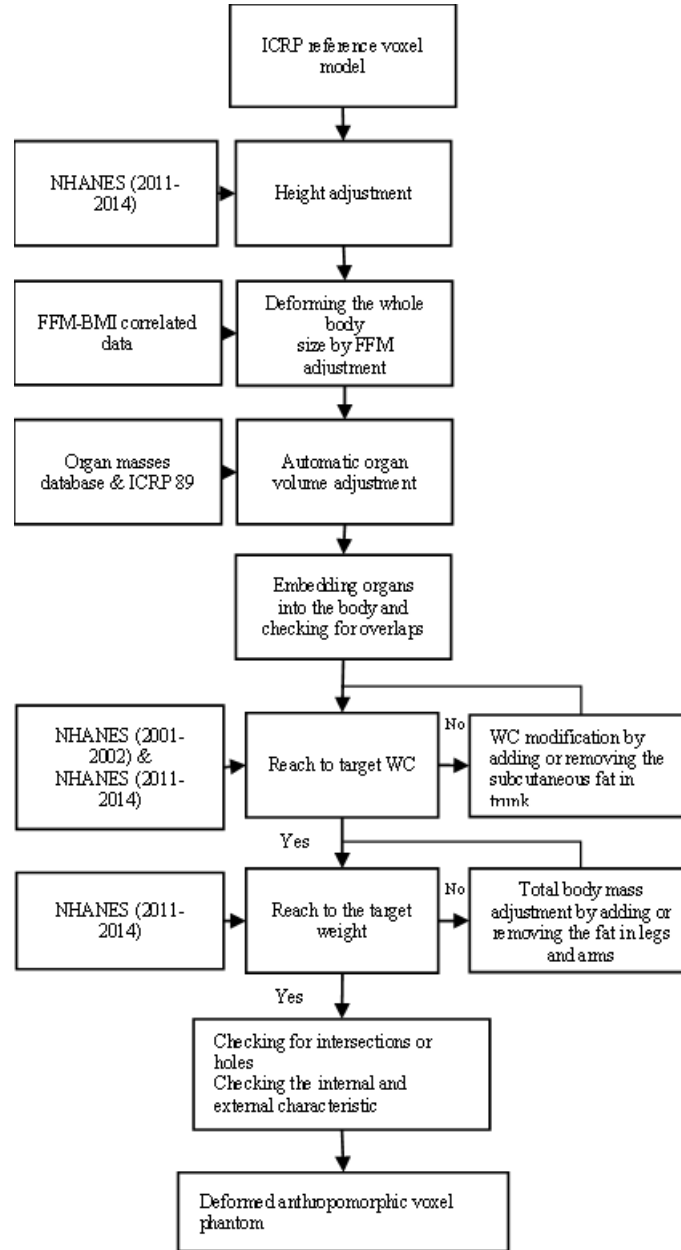 ICRP reference voxel
model
NHANES (2011-
2014)
Height adjustment
FFM-BMI correlated
data
Deforming the whole
body
size by FFM
adjustment
Organ masses
database & ICRP 89
Automatic organ
volume adjustment
Embedding organs
into the body and
checking for overlaps
NHANES (2001-
2002) &
NHANES (2011-
2014)
Reach to target WC
No
WC modification by
adding or removing the
subcutaneous fat in
trunk
Yes
NHANES (2011-
2014)
Reach to the target
weight
No
Total body mass
adjustment by adding or
removing the fat in legs
and arms
Yes
Checking for intersections or
holes
Checking the internal and
external characteristic
Deformed anthropomorphic voxel
phantom